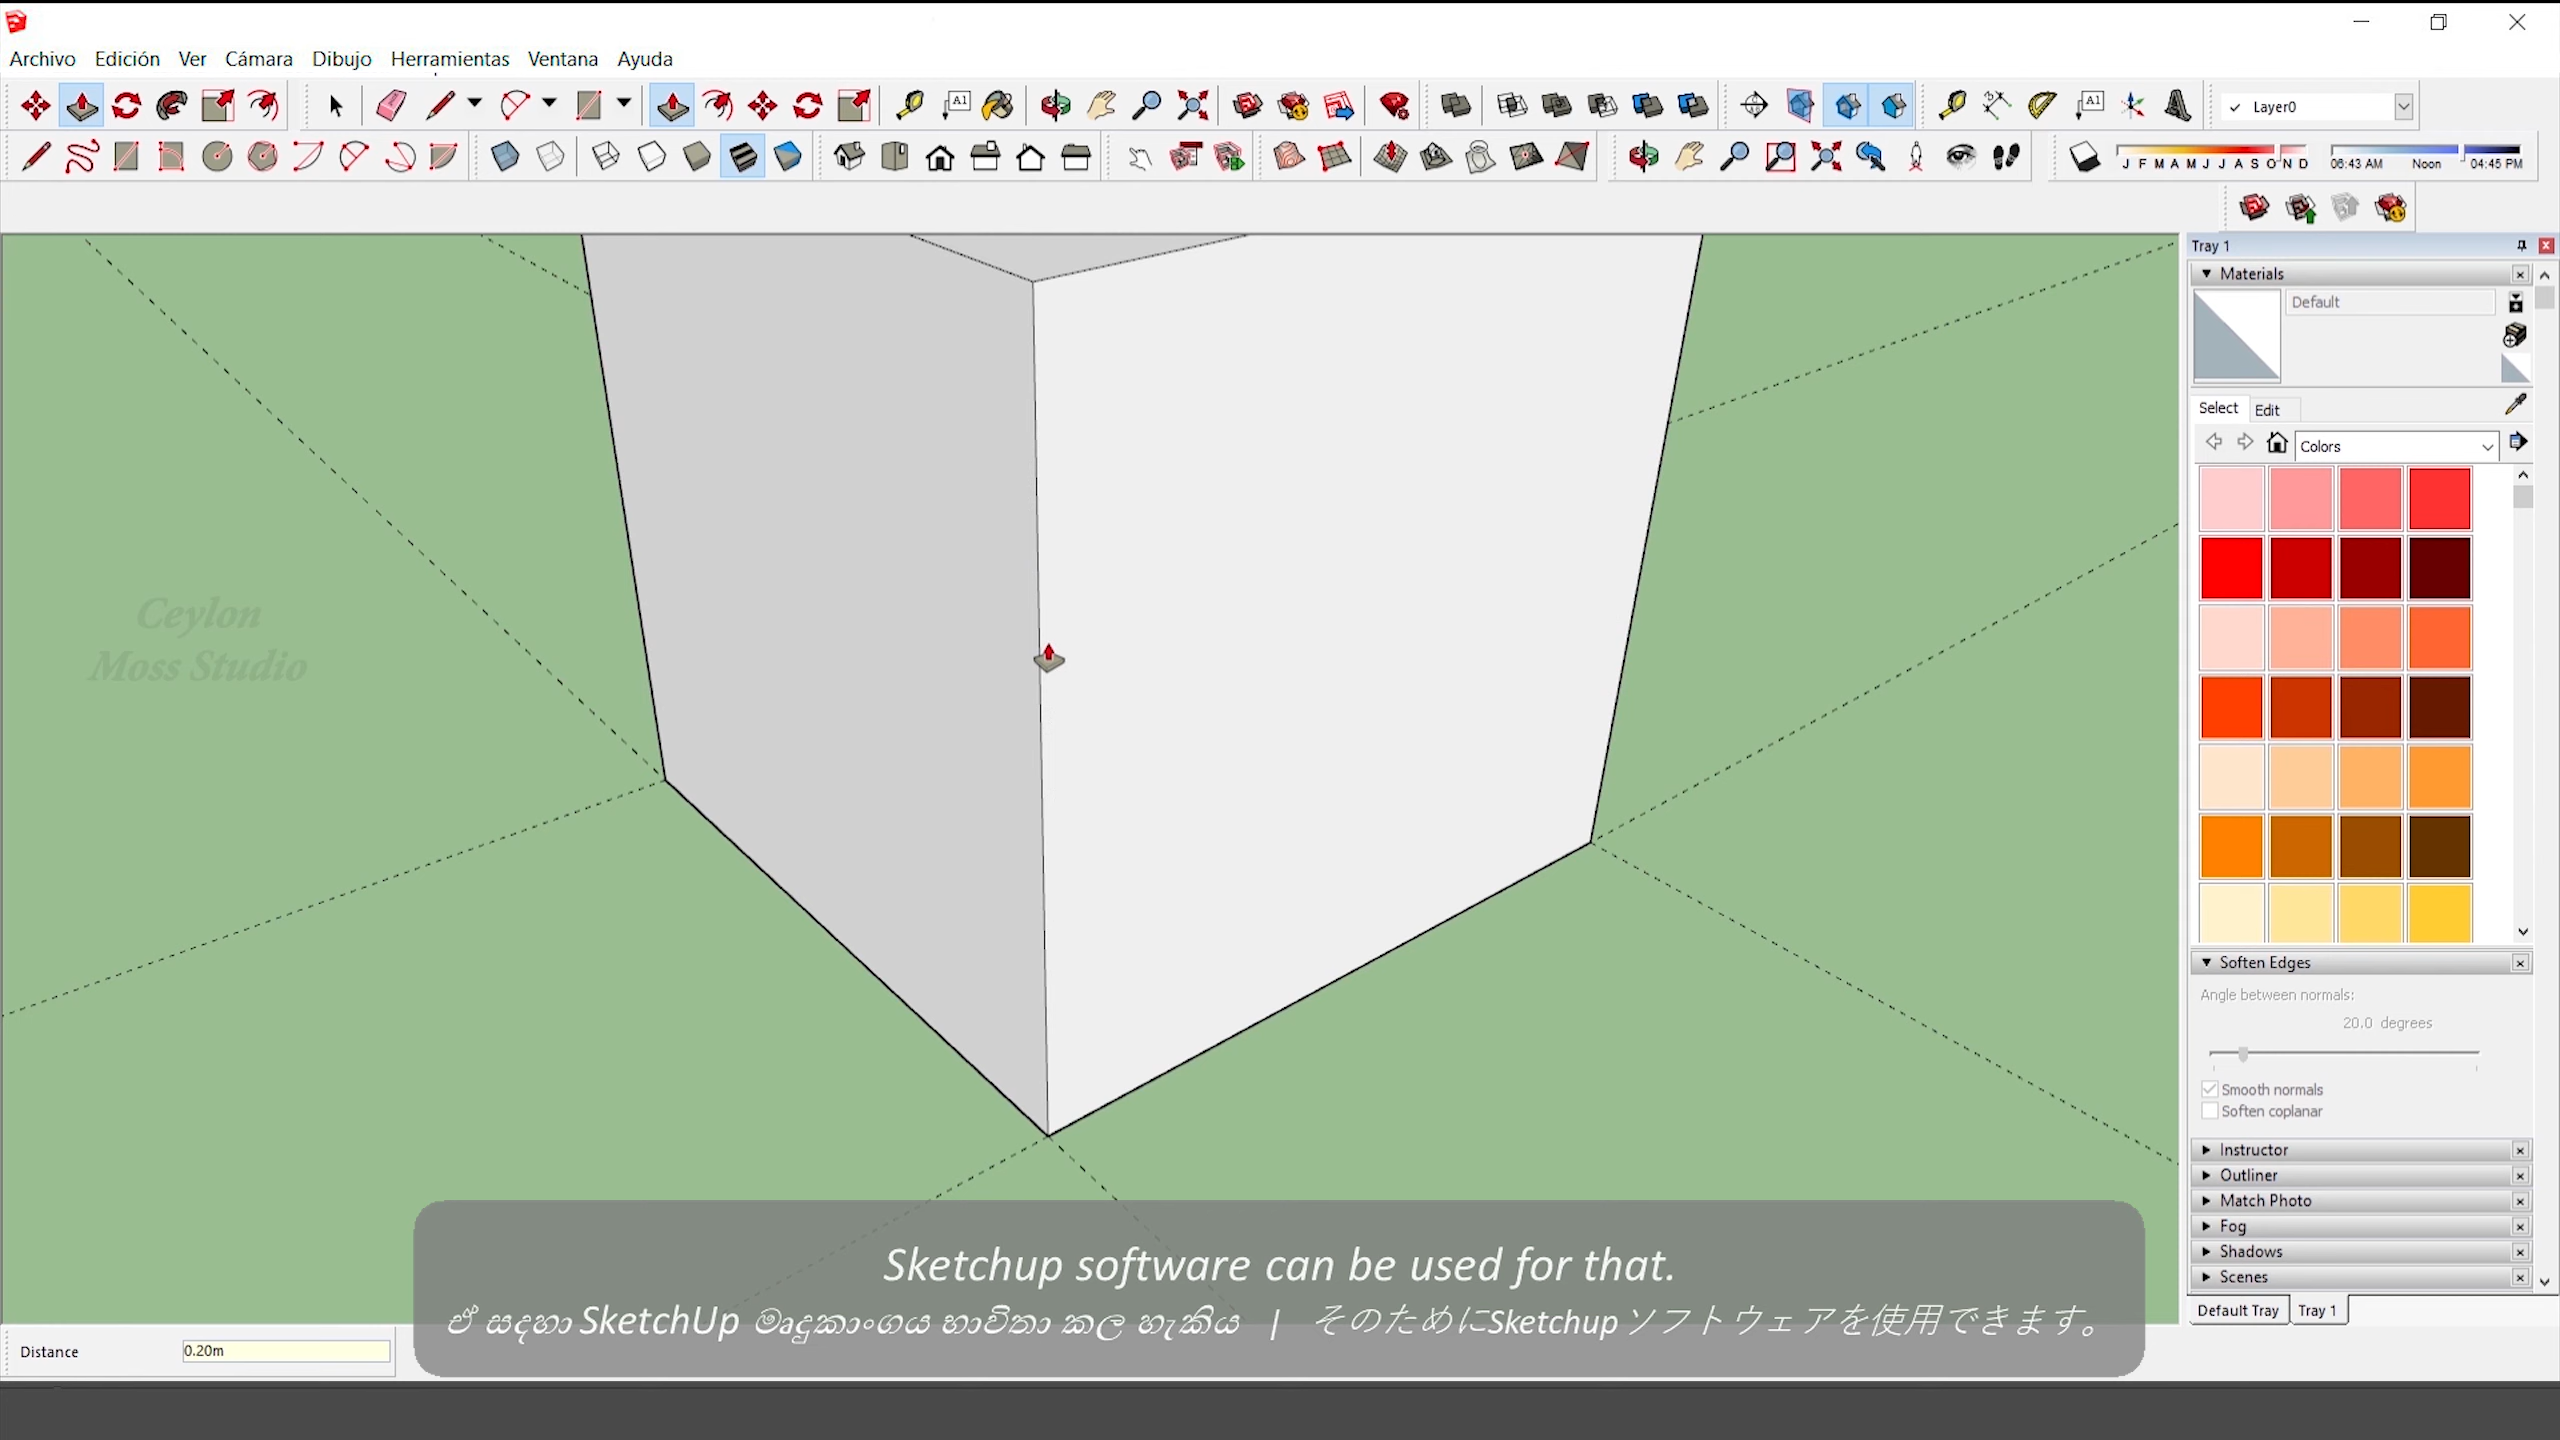 Archivo Edición Ver Cámara Dibujo Herramientas Ventana Ayuda
A1
A1
Layer0
J F M A M J J A S O N D
06:43 AM Noon 04:45 PM
Tray 1
Materials
Default
Select Edit
Colors
Ceylon
Moss Studio
Soften Edges
Angle between normals:
20.0 degrees
Smooth normals
Soften coplanar
Instructor
Outliner
Match Photo
Fog
Shadows
Scenes
Default Tray Tray 1
Sketchup software can be used for that.
ඒ සදහා SketchUp මෘදුකාංගය භාවිතා කල හැකිය | そのためにSketchupソフトウェアを使用できます。
Distance 0.20m